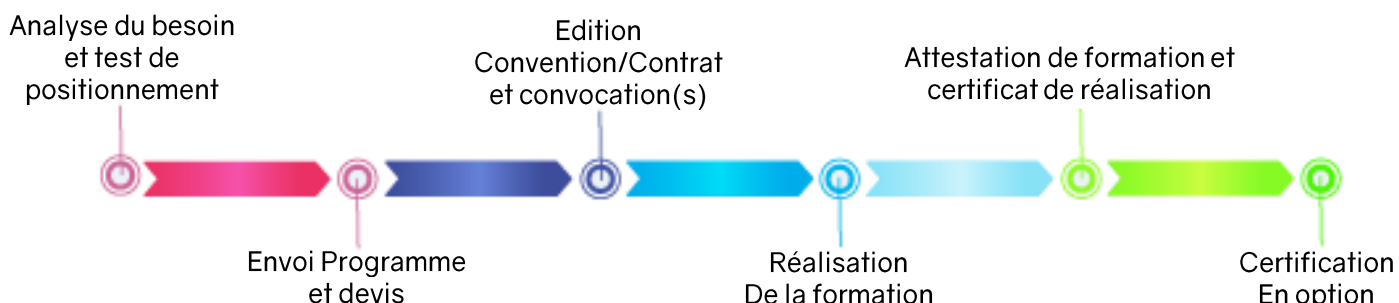 Analyse du besoin
et test de
positionnement
Envoi Programme
et devis
Edition
Convention/Contrat
et convocation(s)
Réalisation
De la formation
Attestation de formation et
certificat de réalisation
Certification
En option